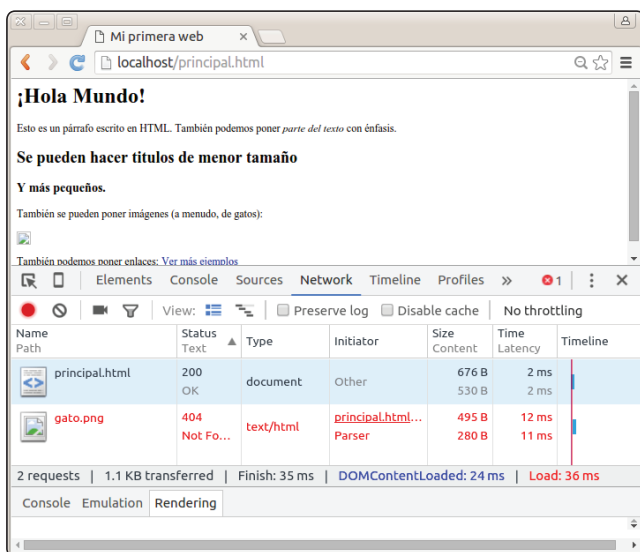 Mi primera web
localhost/principal.html
¡Hola Mundo!
Esto es un párrafo escrito en HTML. También podemos poner parte del texto con énfasis.
Se pueden hacer titulos de menor tamaño
Y más pequeños.
También se pueden poner imágenes (a menudo, de gatos):
También podemos poner enlaces: Ver más ejemplos
Elements Console Sources Network Timeline Profiles » 1
View: Preserve log Disable cache No throttling
Name Status Type Initiator Size Time Timeline
Path Text Content Latency
principal.html 200 document Other 676 B 2 ms
OK 530 B 2 ms
gato.png 404 text/html principal.html... 495 B 12 ms
Not Fo... Parser 280 B 11 ms
2 requests | 1.1 KB transferred | Finish: 35 ms | DOMContentLoaded: 24 ms | Load: 36 ms
Console Emulation Rendering